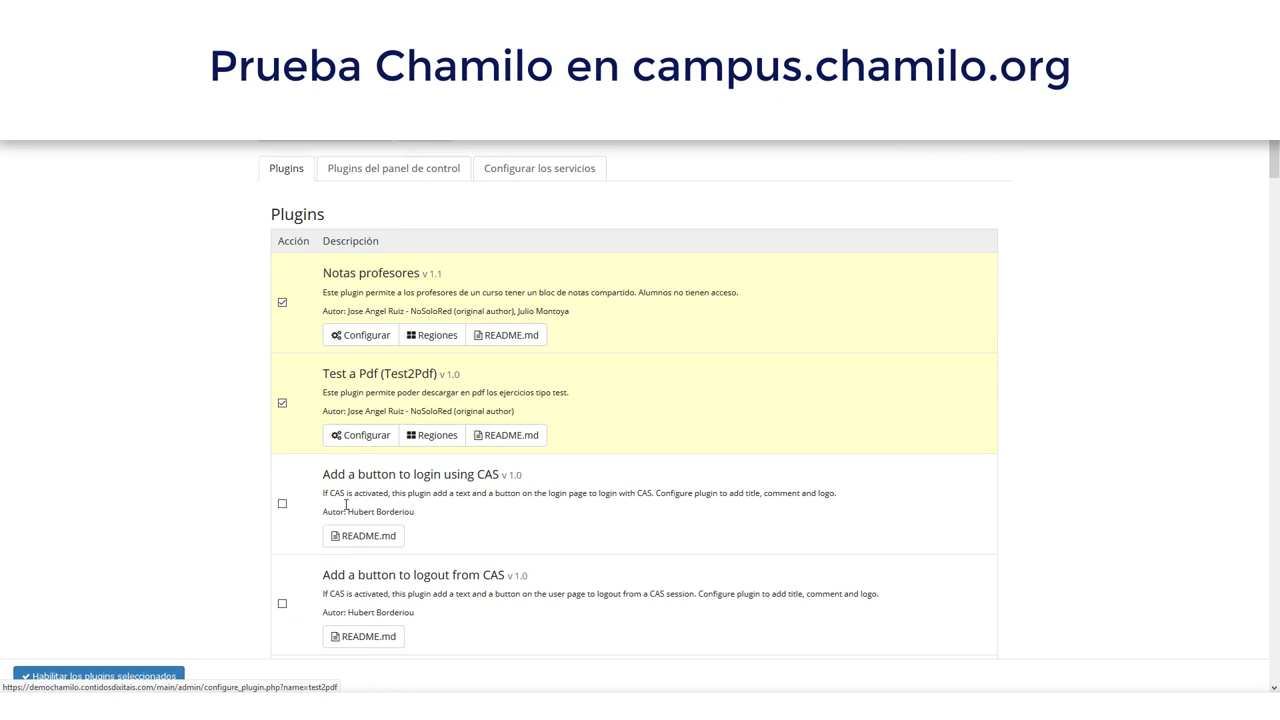 Prueba Chamilo en campus.chamilo.org
Plugins
Plugins del panel de control
Configurar los servicios
Plugins
Acción Descripción
Notas profesores v 1.1
Este plugin permite a los profesores de un curso tener un bloc de notas compartido. Alumnos no tienen acceso.
Autor: Jose Angel Ruiz - NoSoloRed (original author), Julio Montoya
Configurar Regiones README.md
Test a Pdf (Test2Pdf) v 1.0
Este plugin permite poder descargar en pdf los ejercicios tipo test.
Autor: Jose Angel Ruiz - NoSoloRed (original author)
Configurar Regiones README.md
Add a button to login using CAS v 1.0
If CAS is activated, this plugin add a text and a button on the login page to login with CAS. Configure plugin to add title, comment and logo.
Autor: Hubert Borderiou
README.md
Add a button to logout from CAS v 1.0
If CAS is activated, this plugin add a text and a button on the user page to logout from a CAS session. Configure plugin to add title, comment and logo.
Autor: Hubert Borderiou
README.md
Habilitar los plugins seleccionados
https://demochamilo.contidosdixitais.com/main/admin/configure_plugin.php?name=test2pdf